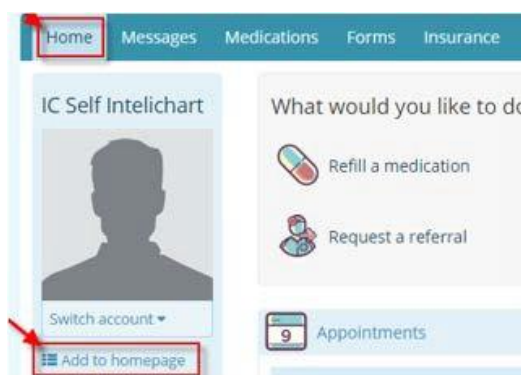 Home Messages Medications Forms Insurance
IC Self Intelichart
What would you like to do
Refill a medication
Request a referral
Switch account
9 Appointments
Add to homepage